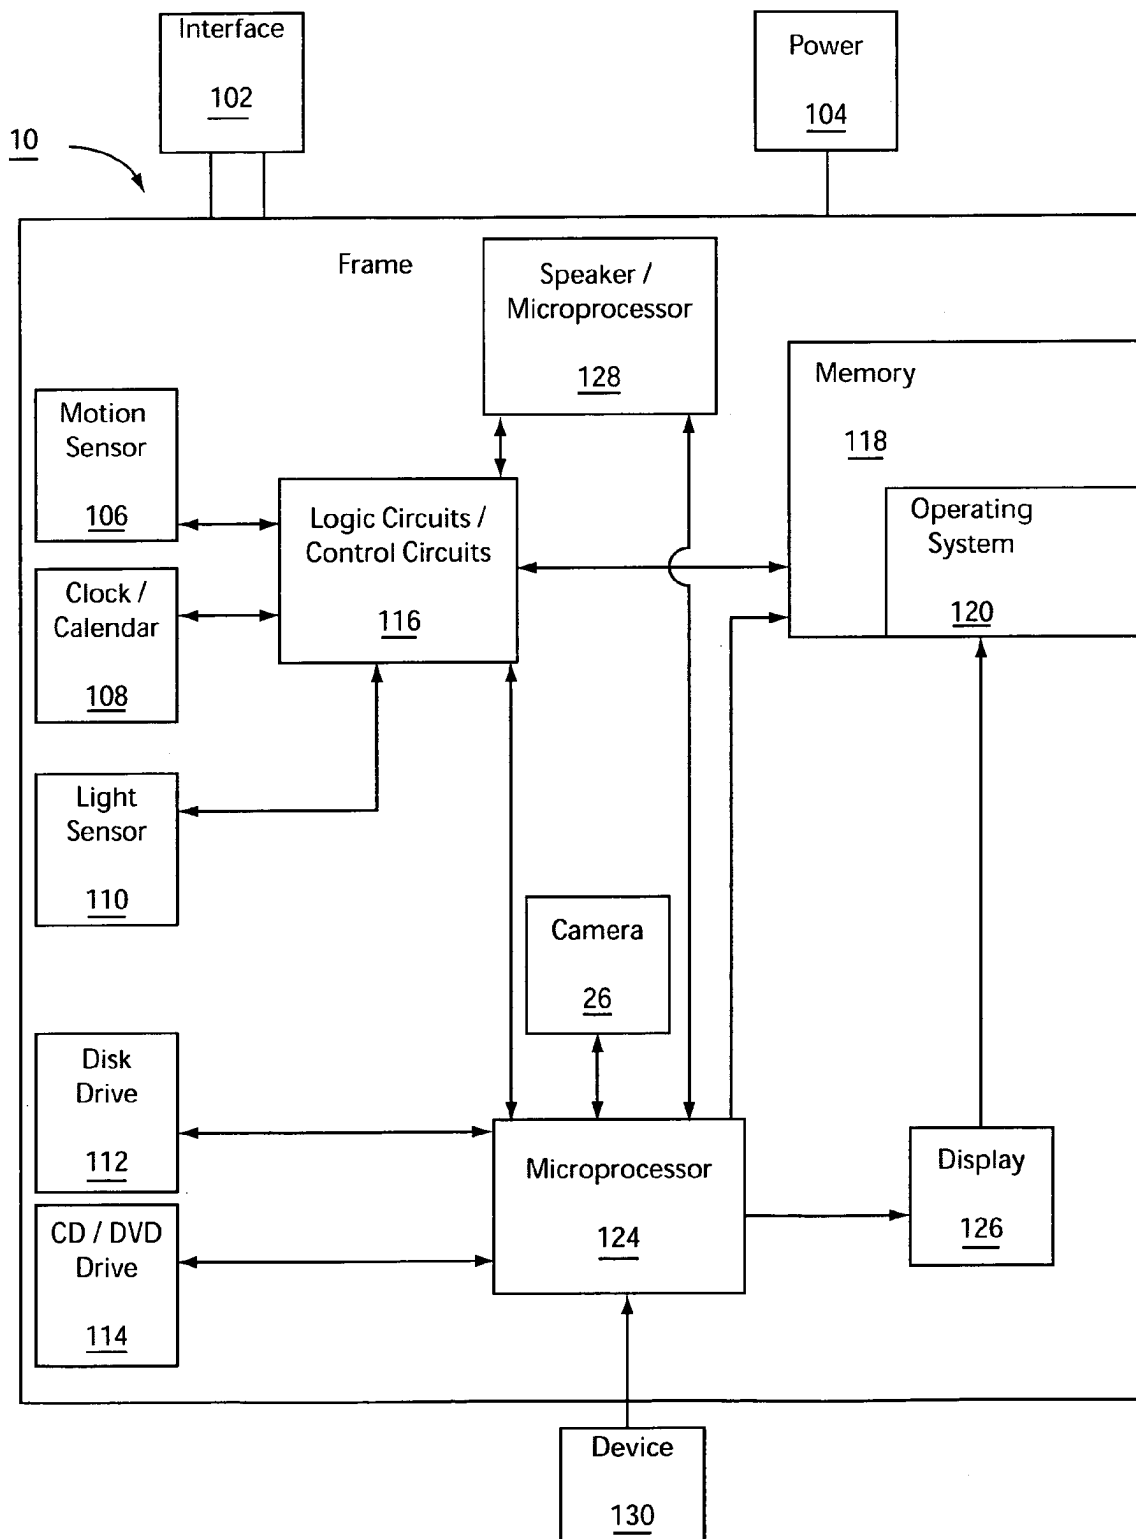 Interface
102
Power
104
10
Frame
Speaker /
Microprocessor
128
Memory
118
Operating
System
120
Motion
Sensor
106
Logic Circuits /
Control Circuits
116
Clock /
Calendar
108
Light
Sensor
110
Camera
26
Disk
Drive
112
Microprocessor
124
Display
126
CD / DVD
Drive
114
Device
130